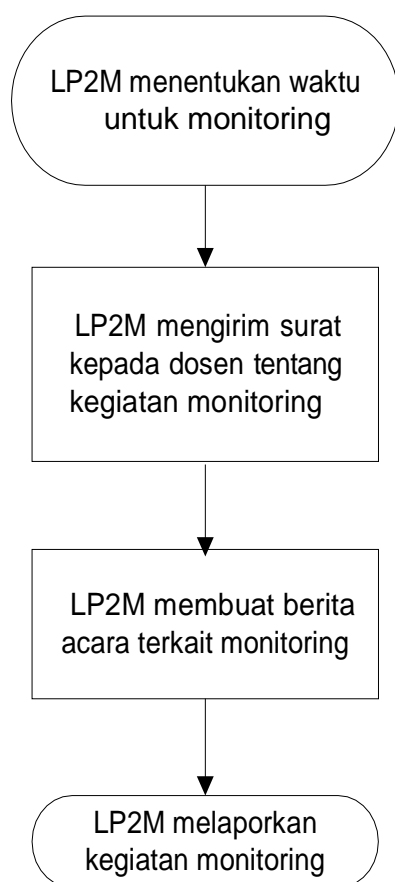 LP2M menentukan waktu
untuk monitoring
LP2M mengirim surat
kepada dosen tentang
kegiatan monitoring
LP2M membuat berita
acara terkait monitoring
LP2M melaporkan
kegiatan monitoring